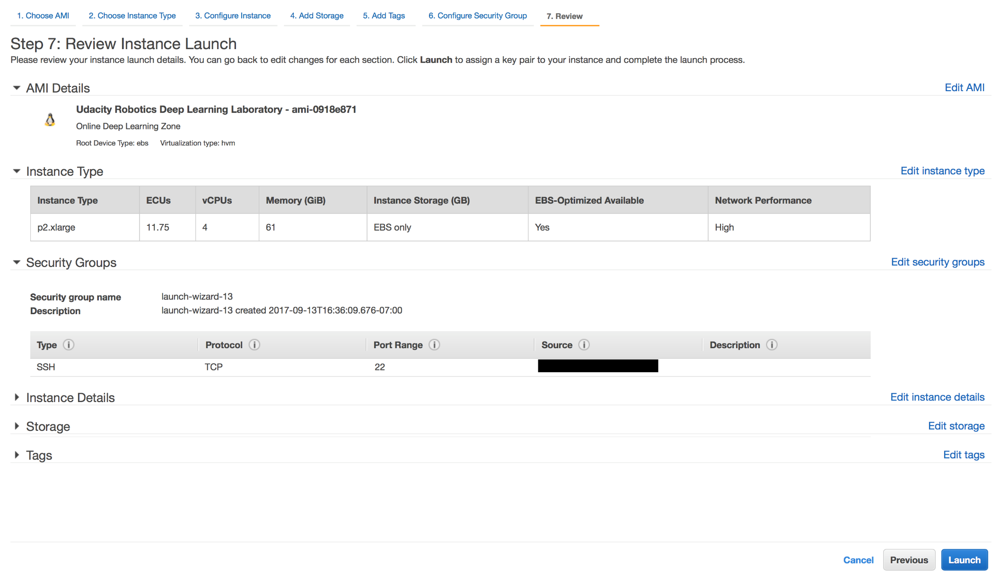 1. Choose AMI 2. Choose Instance Type 3. Configure Instance 4. Add Storage 5. Add Tags 6. Configure Security Group 7. Review
Step 7: Review Instance Launch
Please review your instance launch details. You can go back to edit changes for each section. Click Launch to assign a key pair to your instance and complete the launch process.
AMI Details Edit AMI
Udacity Robotics Deep Learning Laboratory - ami-0918e871
Online Deep Learning Zone
Root Device Type: ebs Virtualization type: hvm
Instance Type Edit instance type
Instance Type ECUs vCPUs Memory (GiB) Instance Storage (GB) EBS-Optimized Available Network Performance
p2.xlarge 11.75 4 61 EBS only Yes High
Security Groups Edit security groups
Security group name launch-wizard-13
Description launch-wizard-13 created 2017-09-13T16:36:09.676-07:00
Type i Protocol i Port Range i Source i Description i
SSH TCP 22
Instance Details Edit instance details
Storage Edit storage
Tags Edit tags
Cancel Previous Launch